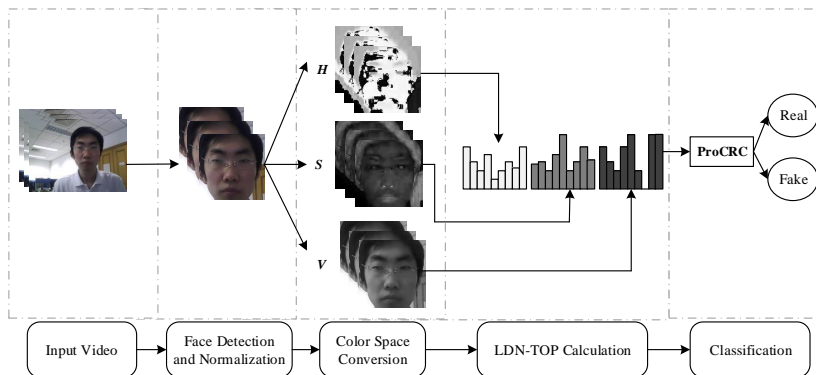 H
S
V
ProCRC
Real
Fake
Input Video
Face Detection
and Normalization
Color Space
Conversion
LDN-TOP Calculation
Classification